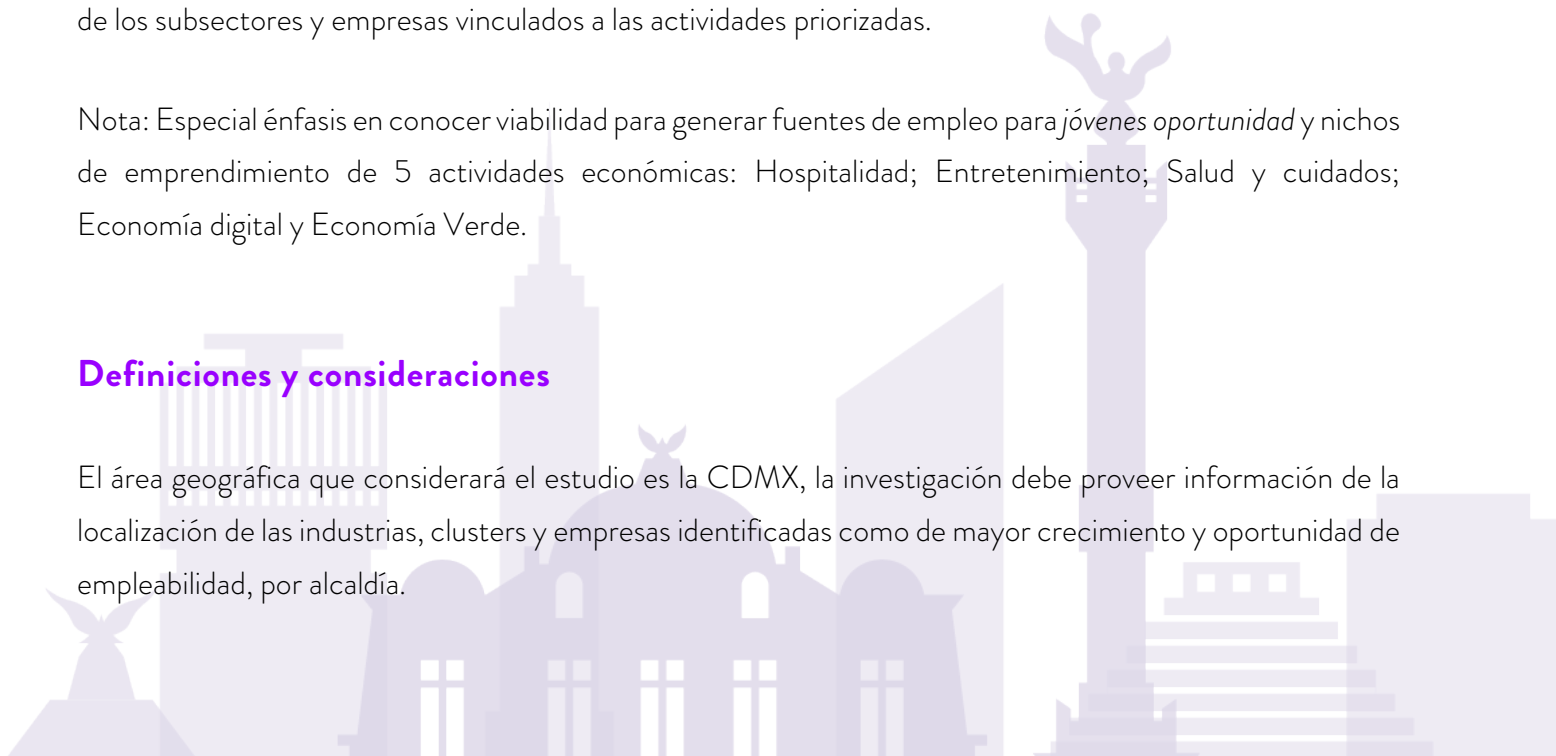 de los subsectores y empresas vinculados a las actividades priorizadas.
Nota: Especial énfasis en conocer viabilidad para generar fuentes de empleo para jóvenes oportunidad y nichos
de emprendimiento de 5 actividades económicas: Hospitalidad; Entretenimiento; Salud y cuidados;
Economía digital y Economía Verde.
Definiciones y consideraciones
El área geográfica que considerará el estudio es la CDMX, la investigación debe proveer información de la
localización de las industrias, clusters y empresas identificadas como de mayor crecimiento y oportunidad de
empleabilidad, por alcaldía.